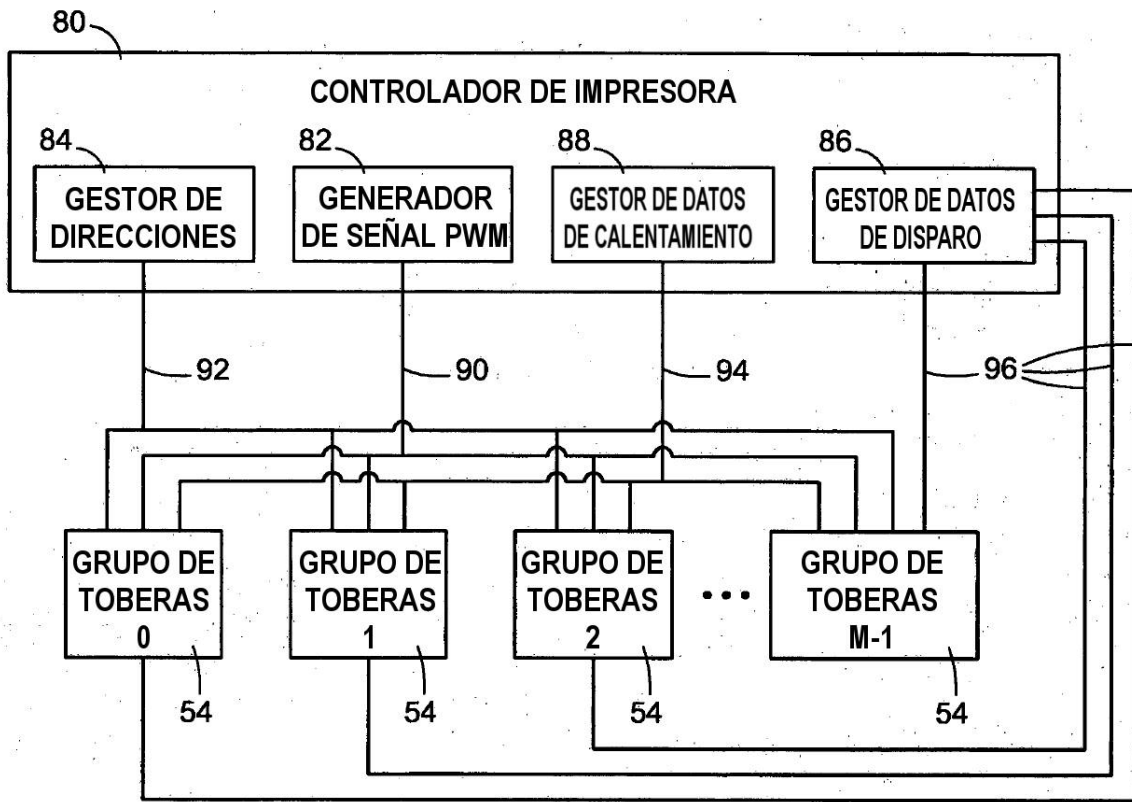 80
CONTROLADOR DE IMPRESORA
84
82
88
86
GESTOR DE
DIRECCIONES
GENERADOR
DE SEÑAL PWM
GESTOR DE DATOS
DE CALENTAMIENTO
GESTOR DE DATOS
DE DISPARO
92
90
94
96
GRUPO DE
TOBERAS
0
GRUPO DE
TOBERAS
1
GRUPO DE
TOBERAS
2
...
GRUPO DE
TOBERAS
M-1
54
54
54
54